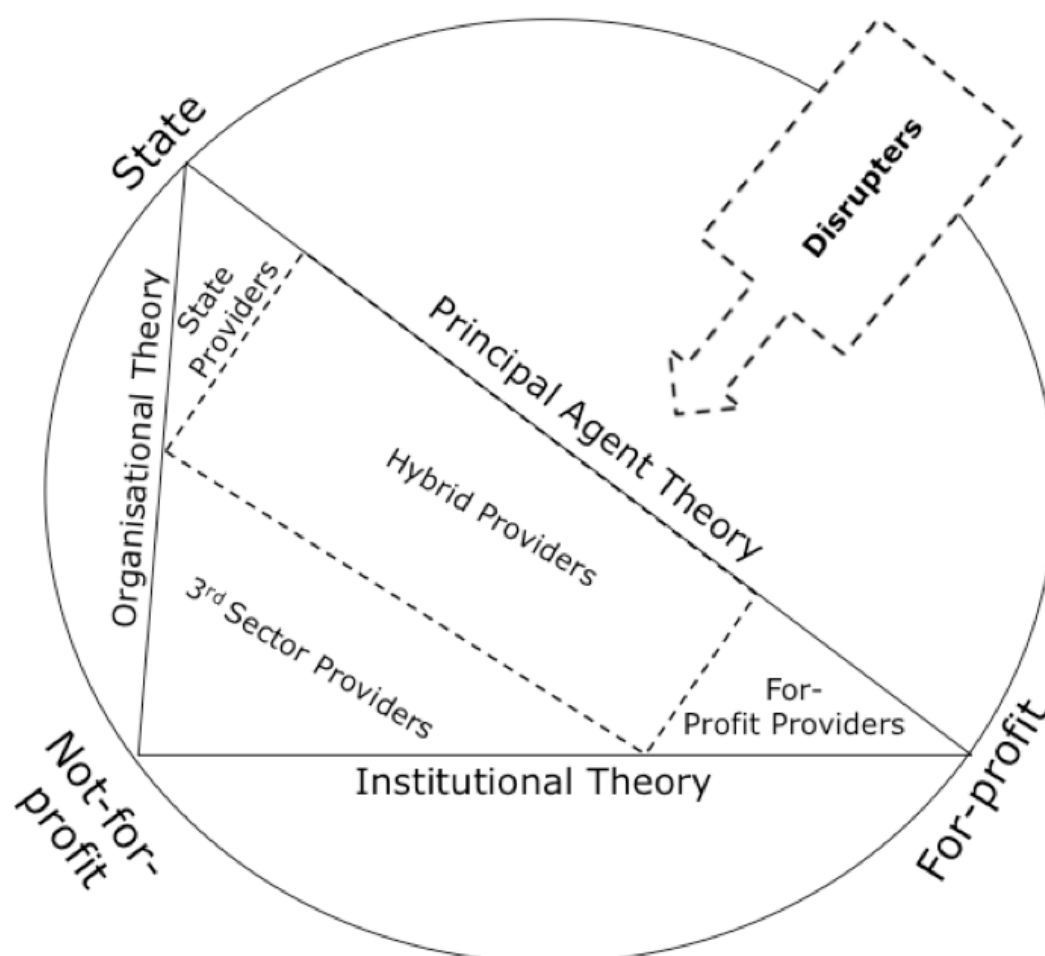 State
Disrupters
State
Providers
Organisational Theory
Principal Agent Theory
Hybrid Providers
3rd Sector Providers
For-
Profit Providers
Institutional Theory
Not-for-
profit
For-profit